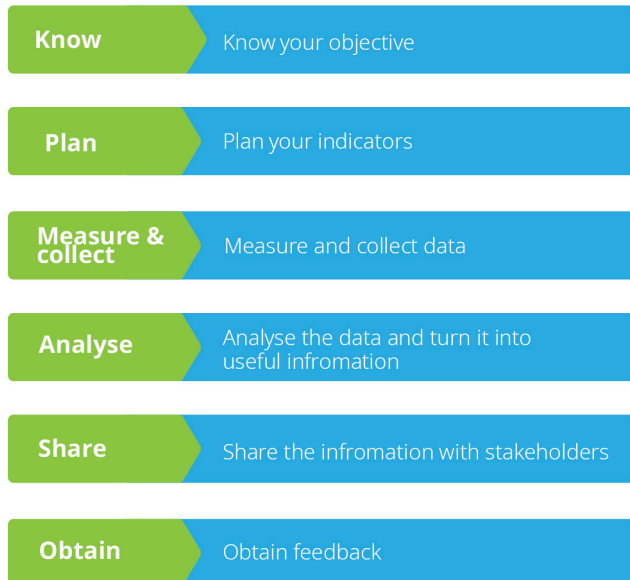 Know
Know your objective
Plan
Plan your indicators
Measure &
collect
Measure and collect data
Analyse
Analyse the data and turn it into
useful infromation
Share
Share the infromation with stakeholders
Obtain
Obtain feedback